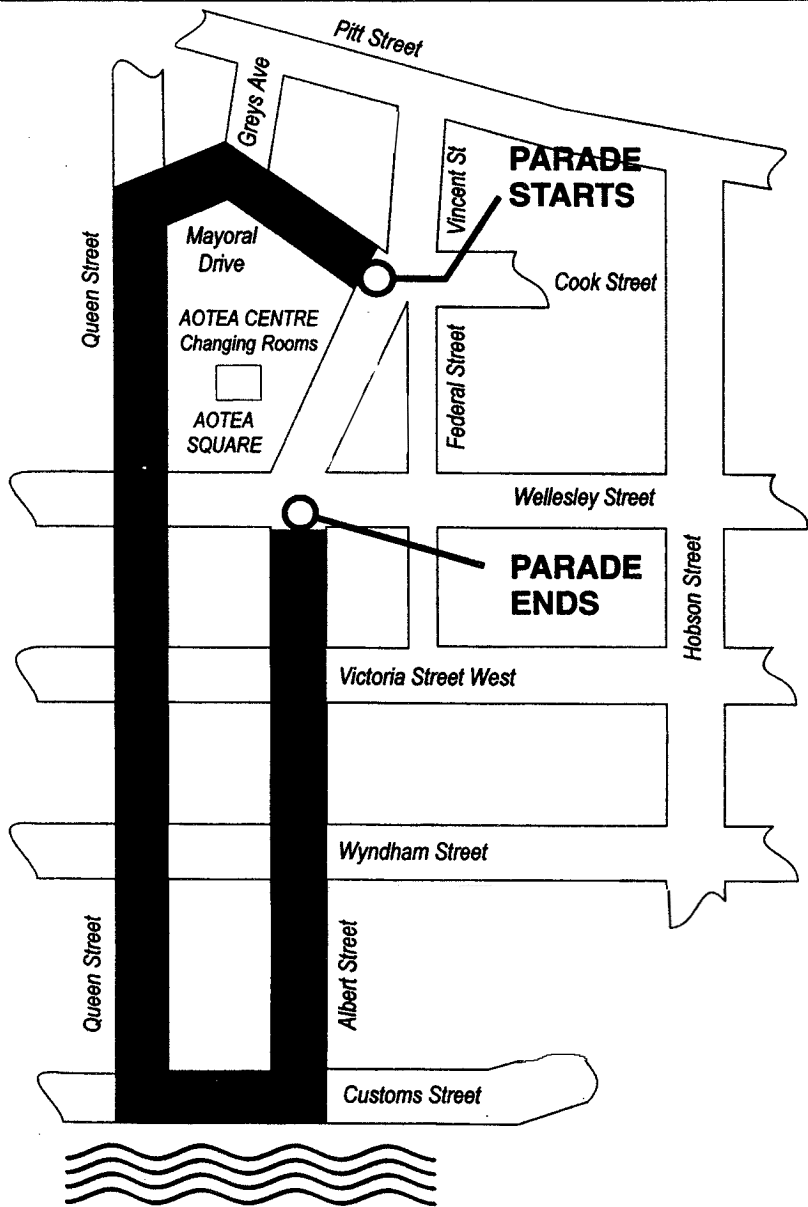 Pitt Street
Greys Ave
Vincent St
PARADE
STARTS
Mayoral
Drive
Queen Street
Cook Street
AOTEA CENTRE
Changing Rooms
AOTEA
SQUARE
Federal Street
Wellesley Street
PARADE
ENDS
Hobson Street
Victoria Street West
Wyndham Street
Queen Street
Albert Street
Customs Street